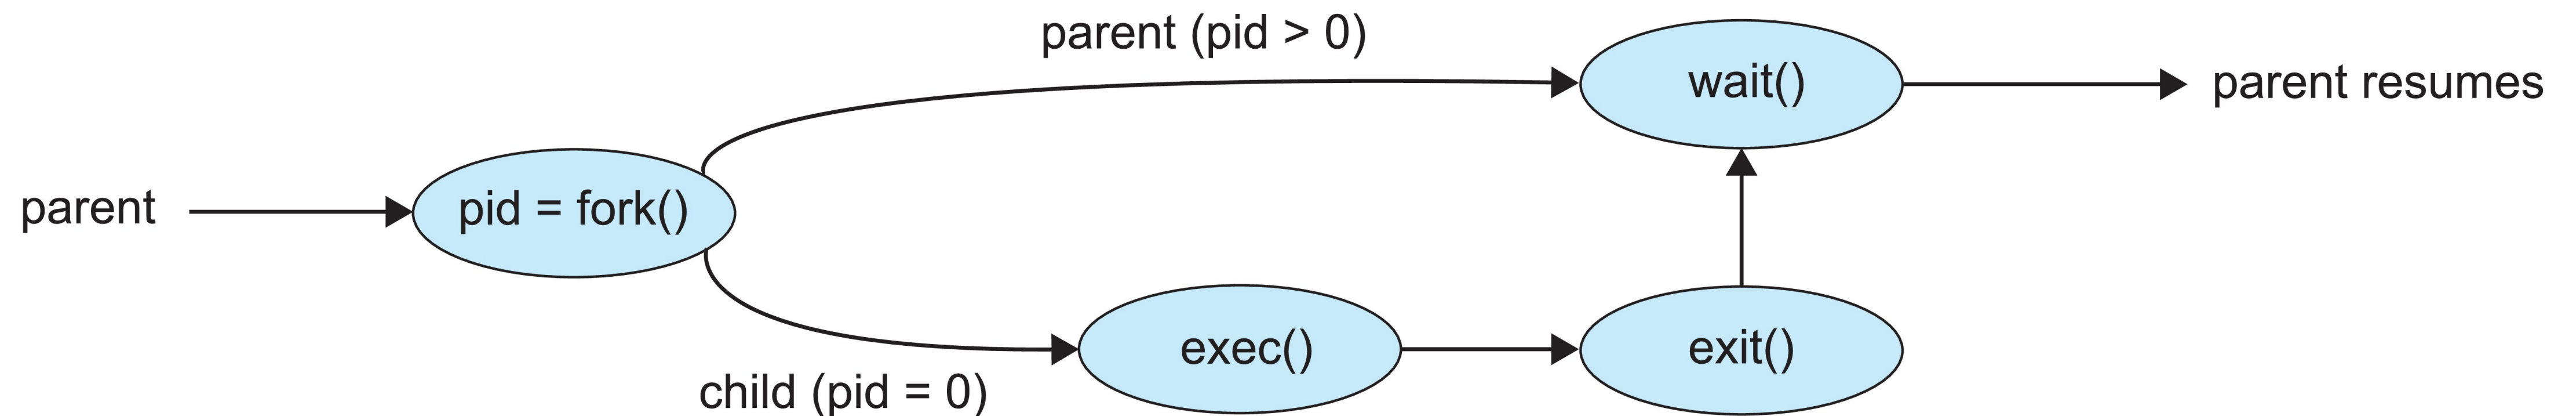 parent (pid > 0)
wait()
parent resumes
parent
pid = fork()
exec()
exit()
child (pid = 0)